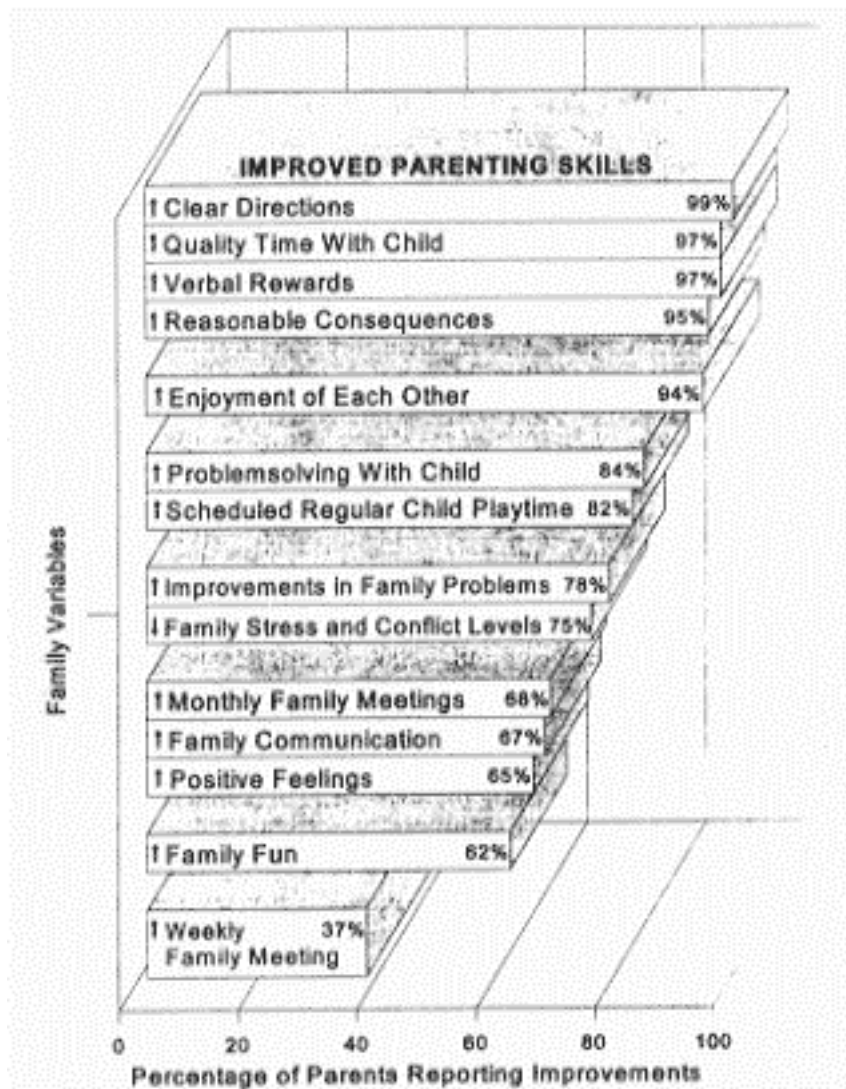 IMPROVED PARENTING SKILLS
↑ Clear Directions 99%
↑ Quality Time With Child 97%
↑ Verbal Rewards 97%
↑ Reasonable Consequences 95%
↑ Enjoyment of Each Other 94%
↑ Problemsolving With Child 84%
↑ Scheduled Regular Child Playtime 82%
↑ Improvements in Family Problems 78%
↓ Family Stress and Conflict Levels 75%
↑ Monthly Family Meetings 68%
↑ Family Communication 67%
↑ Positive Feelings 65%
↑ Family Fun 62%
↑ Weekly 37%
Family Meeting
Family Variables
0 20 40 60 80 100
Percentage of Parents Reporting Improvements